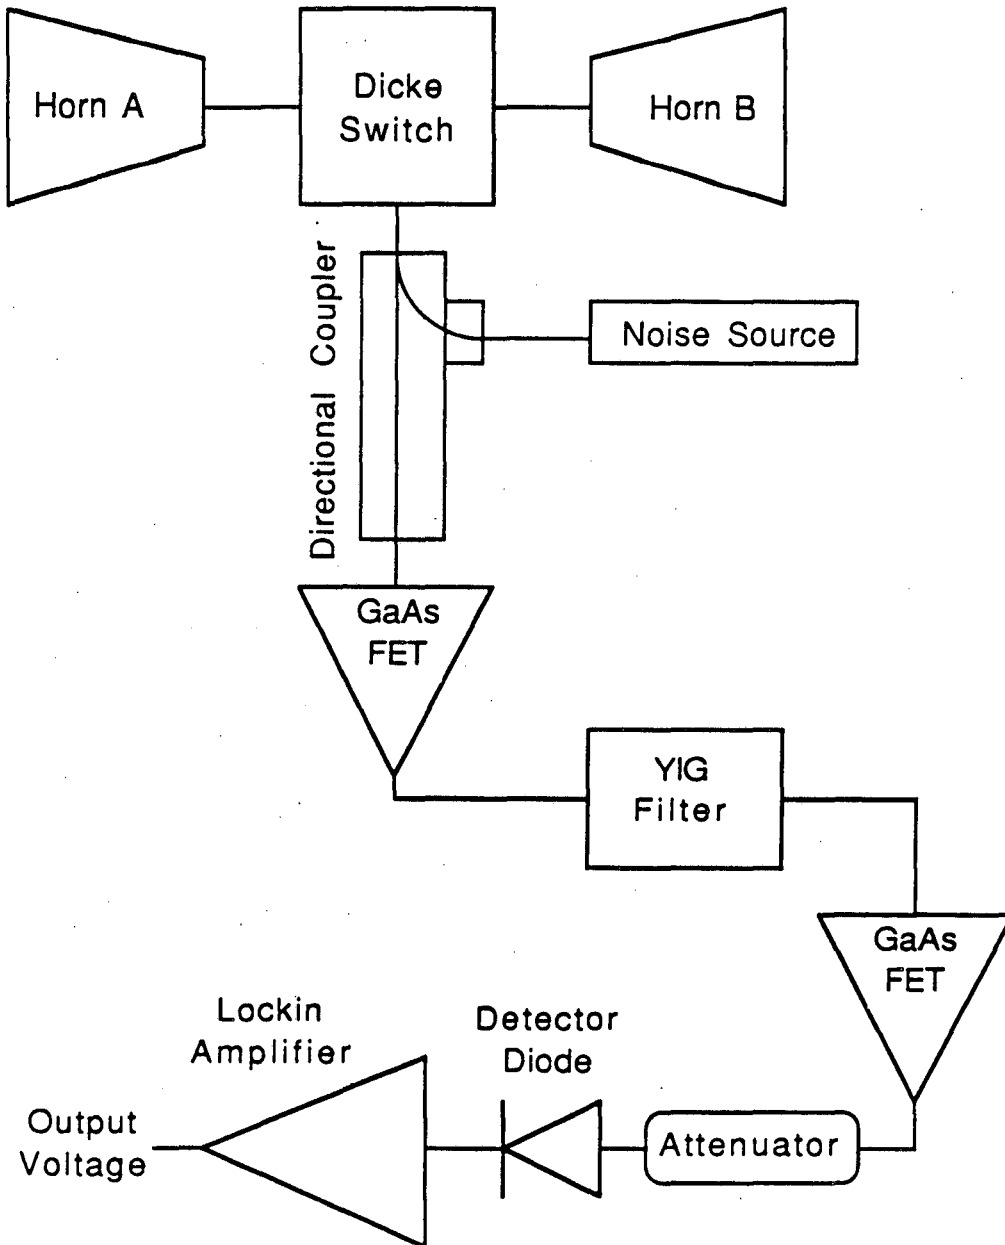 Horn A
Dicke
Switch
Horn B
Directional Coupler
Noise Source
GaAs
FET
YIG
Filter
GaAs
FET
Lockin
Amplifier
Detector
Diode
Output
Voltage
Attenuator